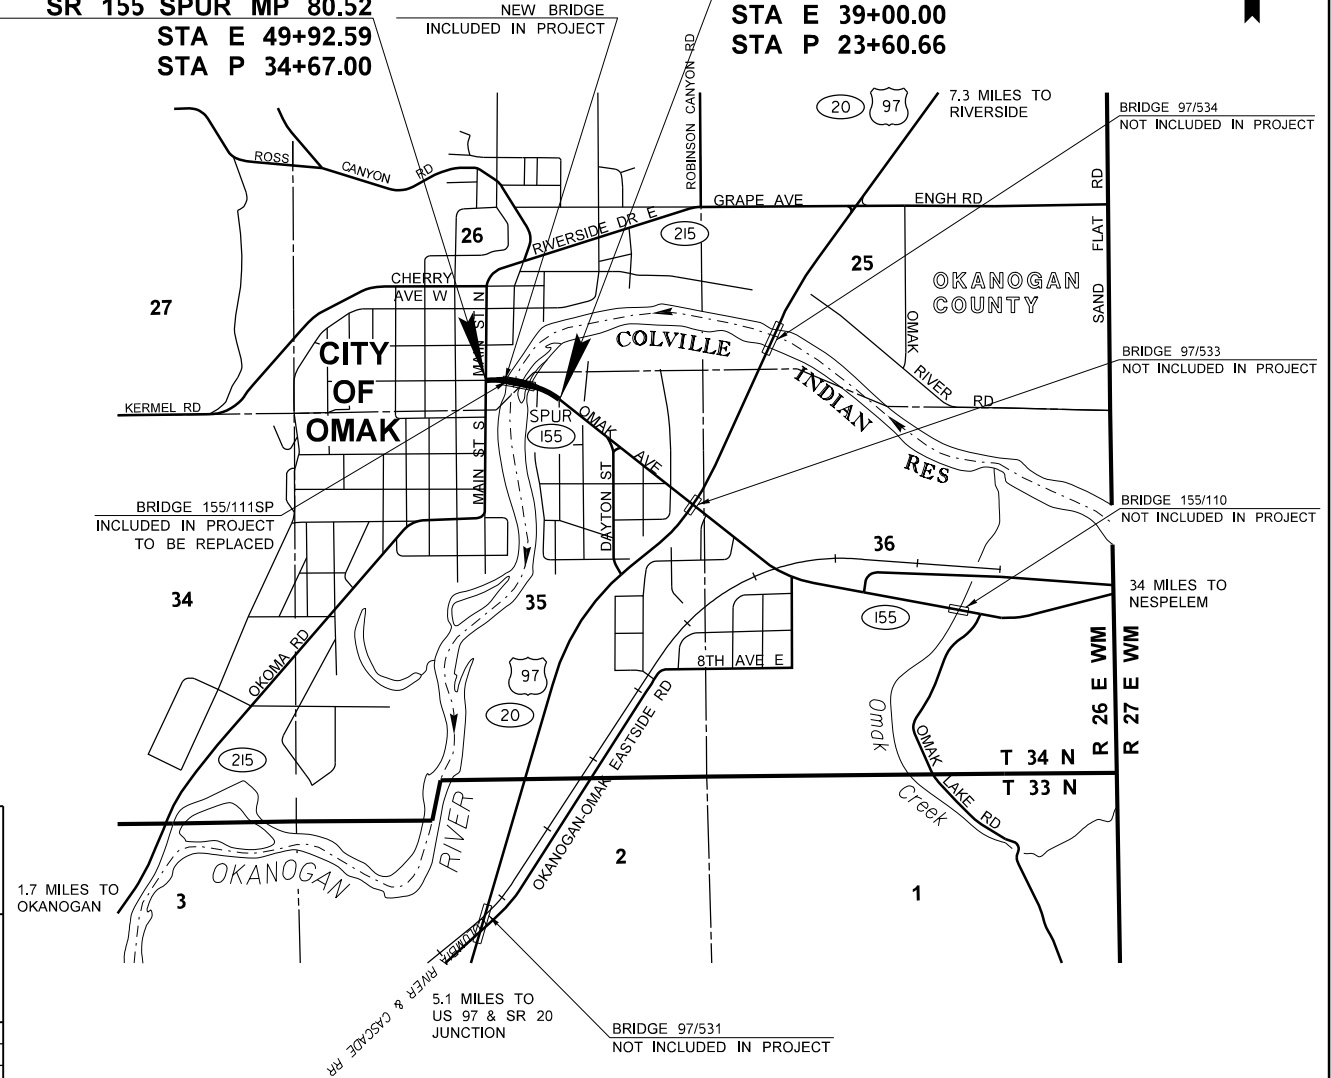 SR 155 SPUR MP 80.52
STA E 49+92.59
STA P 34+67.00
NEW BRIDGE
INCLUDED IN PROJECT
STA E 39+00.00
STA P 23+60.66
ROBINSON CANYON RD
20
97
7.3 MILES TO
RIVERSIDE
BRIDGE 97/534
NOT INCLUDED IN PROJECT
ROSS CANYON RD
GRAPE AVE
ENGH RD
SAND FLAT RD
RIVERSIDE DR E
215
26
25
27
CHERRY
AVE W
MAIN ST N
OKANOGAN
COUNTY
OMAK
RIVER
RD
COLVILLE
INDIAN
RES
CITY
OF
OMAK
BRIDGE 97/533
NOT INCLUDED IN PROJECT
KERMEL RD
SPUR
155
OMAK AVE
MAIN ST S
DAYTON ST
BRIDGE 155/111SP
INCLUDED IN PROJECT
TO BE REPLACED
BRIDGE 155/110
NOT INCLUDED IN PROJECT
36
34
35
34 MILES TO
NESPELEM
155
OKOMA RD
8TH AVE E
97
20
R 26 E WM
R 27 E WM
OKANOGAN-OMAK EASTSIDE RD
Omak
Creek
OMAK LAKE RD
215
T 34 N
T 33 N
OKANOGAN
RIVER
2
1
3
1.7 MILES TO
OKANOGAN
COLUMBIA RIVER & CASCADE RR
5.1 MILES TO
US 97 & SR 20
JUNCTION
BRIDGE 97/531
NOT INCLUDED IN PROJECT